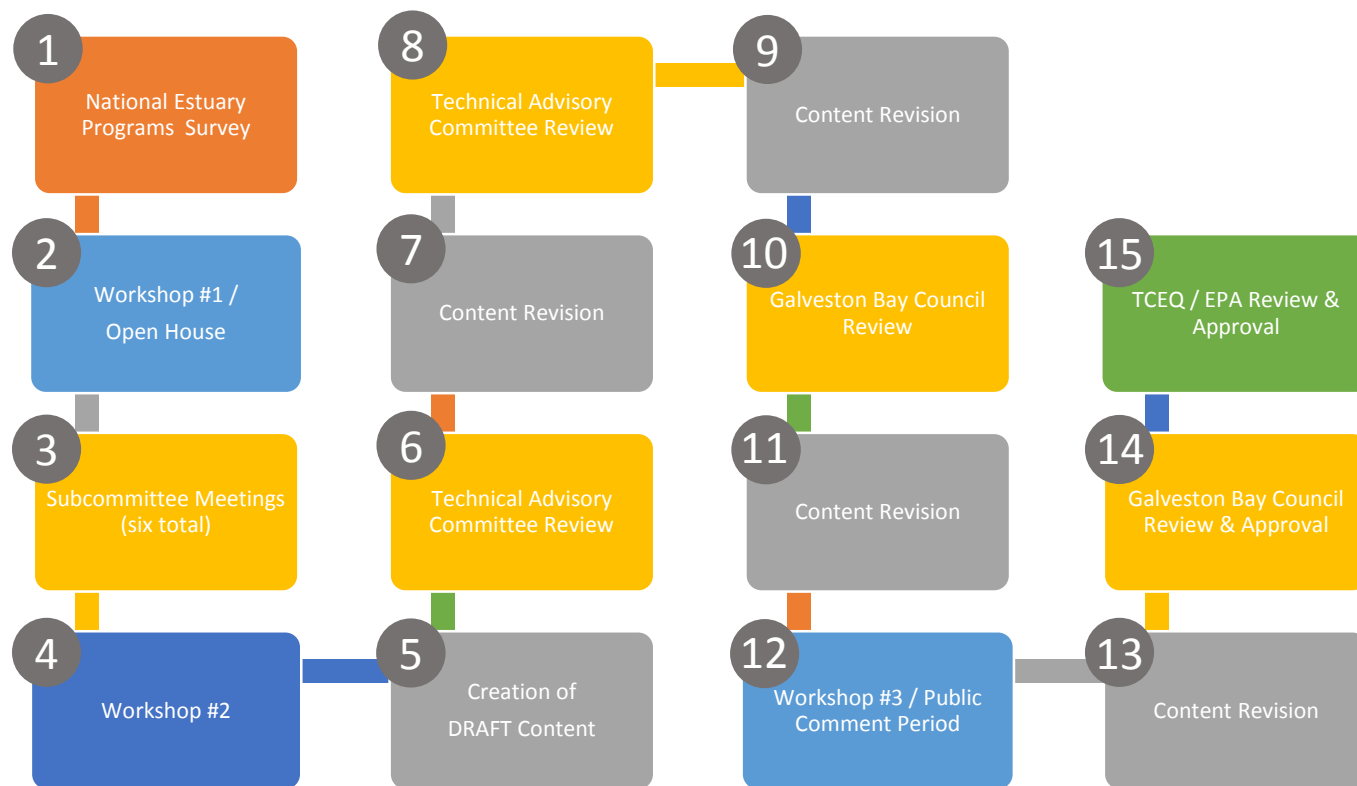 1
National Estuary
Programs Survey
2
Workshop #1 /
Open House
3
Subcommittee Meetings
(six total)
4
Workshop #2
5
Creation of
DRAFT Content
6
Technical Advisory
Committee Review
7
Content Revision
8
Technical Advisory
Committee Review
9
Content Revision
10
Galveston Bay Council
Review
11
Content Revision
12
Workshop #3 / Public
Comment Period
13
Content Revision
14
Galveston Bay Council
Review & Approval
15
TCEQ / EPA Review &
Approval